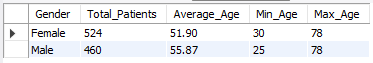 Gender Total_Patients Average_Age Min_Age Max_Age
Female 524 51.90 30 78
Male 460 55.87 25 78